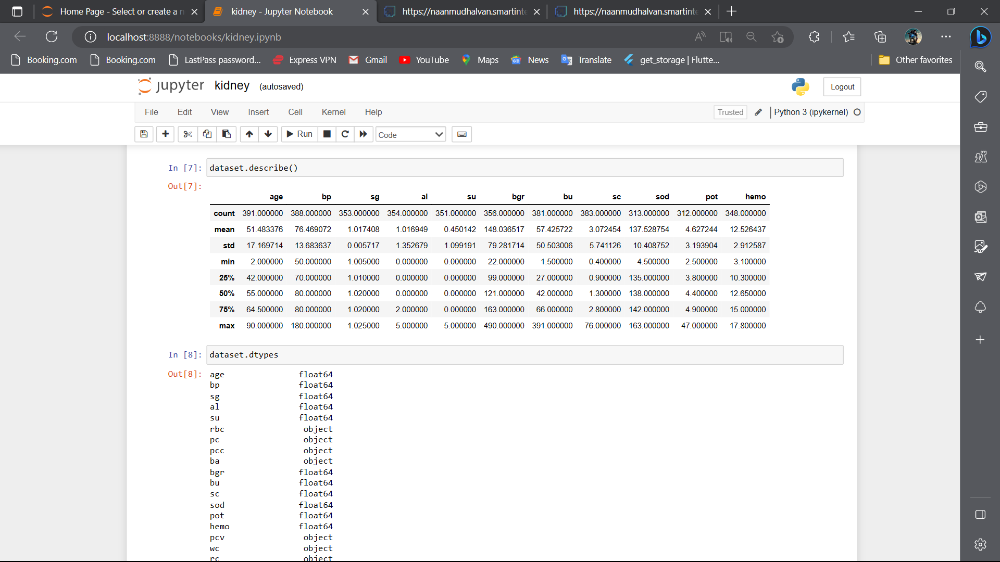 Home Page - Select or create a n
kidney - Jupyter Notebook
https://naanmudhalvan.smartinte
https://naanmudhalvan.smartinte
localhost:8888/notebooks/kidney.ipynb
Booking.com Booking.com LastPass password... Express VPN Gmail YouTube Maps News Translate get_storage | Flutte... Other favorites
jupyter kidney (autosaved) Logout
File Edit View Insert Cell Kernel Help Trusted Python 3 (ipykernel)
Run Code
In [7]: dataset.describe()
Out[7]:
age bp sg al su bgr bu sc sod pot hemo
count 391.000000 388.000000 353.000000 354.000000 351.000000 356.000000 381.000000 383.000000 313.000000 312.000000 348.000000
mean 51.483376 76.469072 1.017408 1.016949 0.450142 148.036517 57.425722 3.072454 137.528754 4.627244 12.526437
std 17.169714 13.683637 0.005717 1.352679 1.099191 79.281714 50.503006 5.741126 10.408752 3.193904 2.912587
min 2.000000 50.000000 1.005000 0.000000 0.000000 22.000000 1.500000 0.400000 4.500000 2.500000 3.100000
25% 42.000000 70.000000 1.010000 0.000000 0.000000 99.000000 27.000000 0.900000 135.000000 3.800000 10.300000
50% 55.000000 80.000000 1.020000 0.000000 0.000000 121.000000 42.000000 1.300000 138.000000 4.400000 12.650000
75% 64.500000 80.000000 1.020000 2.000000 0.000000 163.000000 66.000000 2.800000 142.000000 4.900000 15.000000
max 90.000000 180.000000 1.025000 5.000000 5.000000 490.000000 391.000000 76.000000 163.000000 47.000000 17.800000
In [8]: dataset.dtypes
Out[8]: age float64
bp float64
sg float64
al float64
su float64
rbc object
pc object
pcc object
ba object
bgr float64
bu float64
sc float64
sod float64
pot float64
hemo float64
pcv object
wc object
rc object